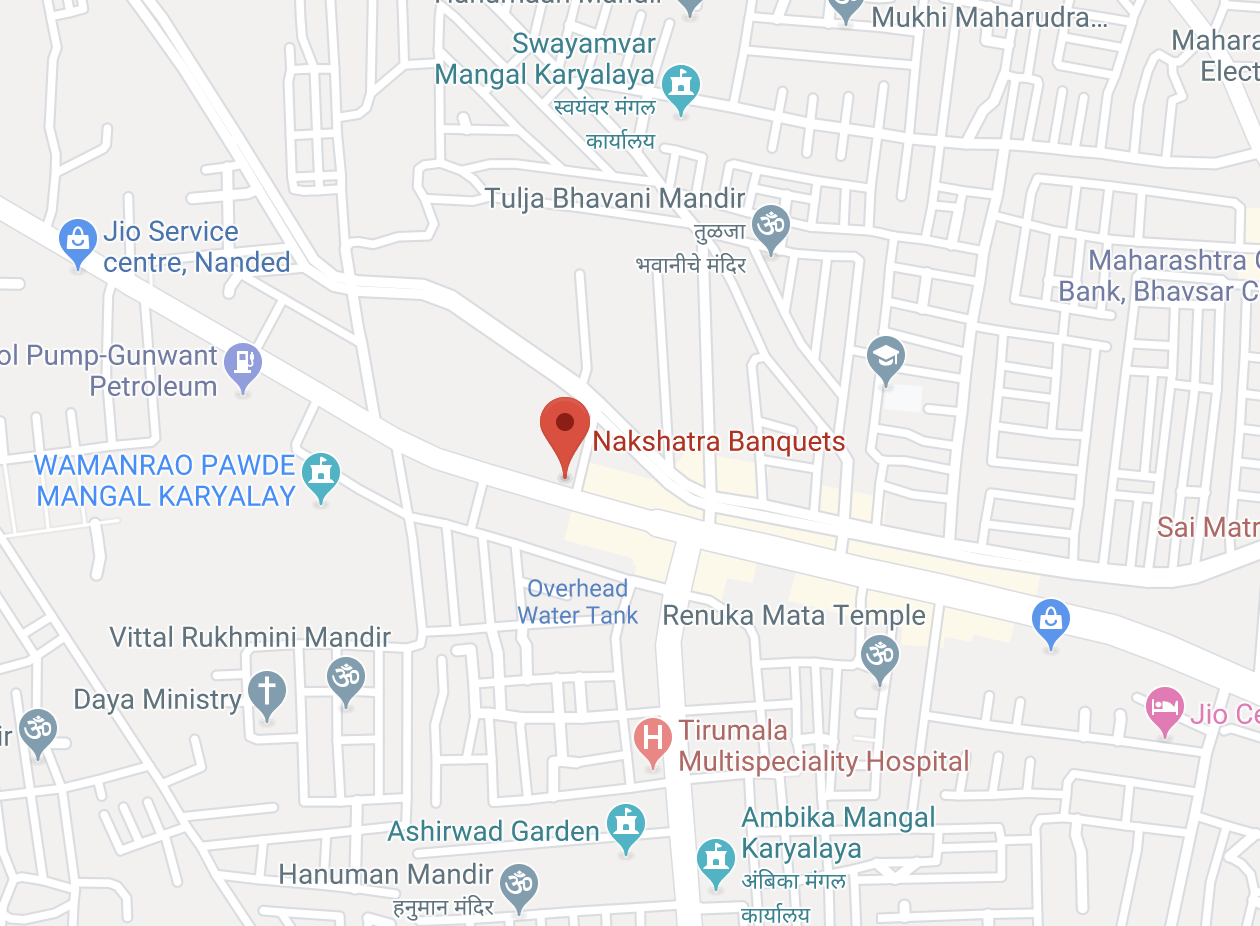 Mukhi Maharudra...
Swayamvar
Mangal Karyalaya
स्वयंवर मंगल
कार्यालय
Tulja Bhavani Mandir
तुळजा
भवानीचे मंदिर
Jio Service
centre, Nanded
Maharashtra
Bank, Bhavsar C
Pump-Gunwant
Petroleum
Nakshatra Banquets
WAMANRAO PAWDE
MANGAL KARYALAY
Sai Matr
Overhead
Water Tank
Renuka Mata Temple
Vittal Rukhmini Mandir
Daya Ministry
Jio Ce
H
Tirumala
Multispeciality Hospital
Ashirwad Garden
Ambika Mangal
Karyalaya
अंबिका मंगल
कार्यालय
Hanuman Mandir
हनुमान मंदिर